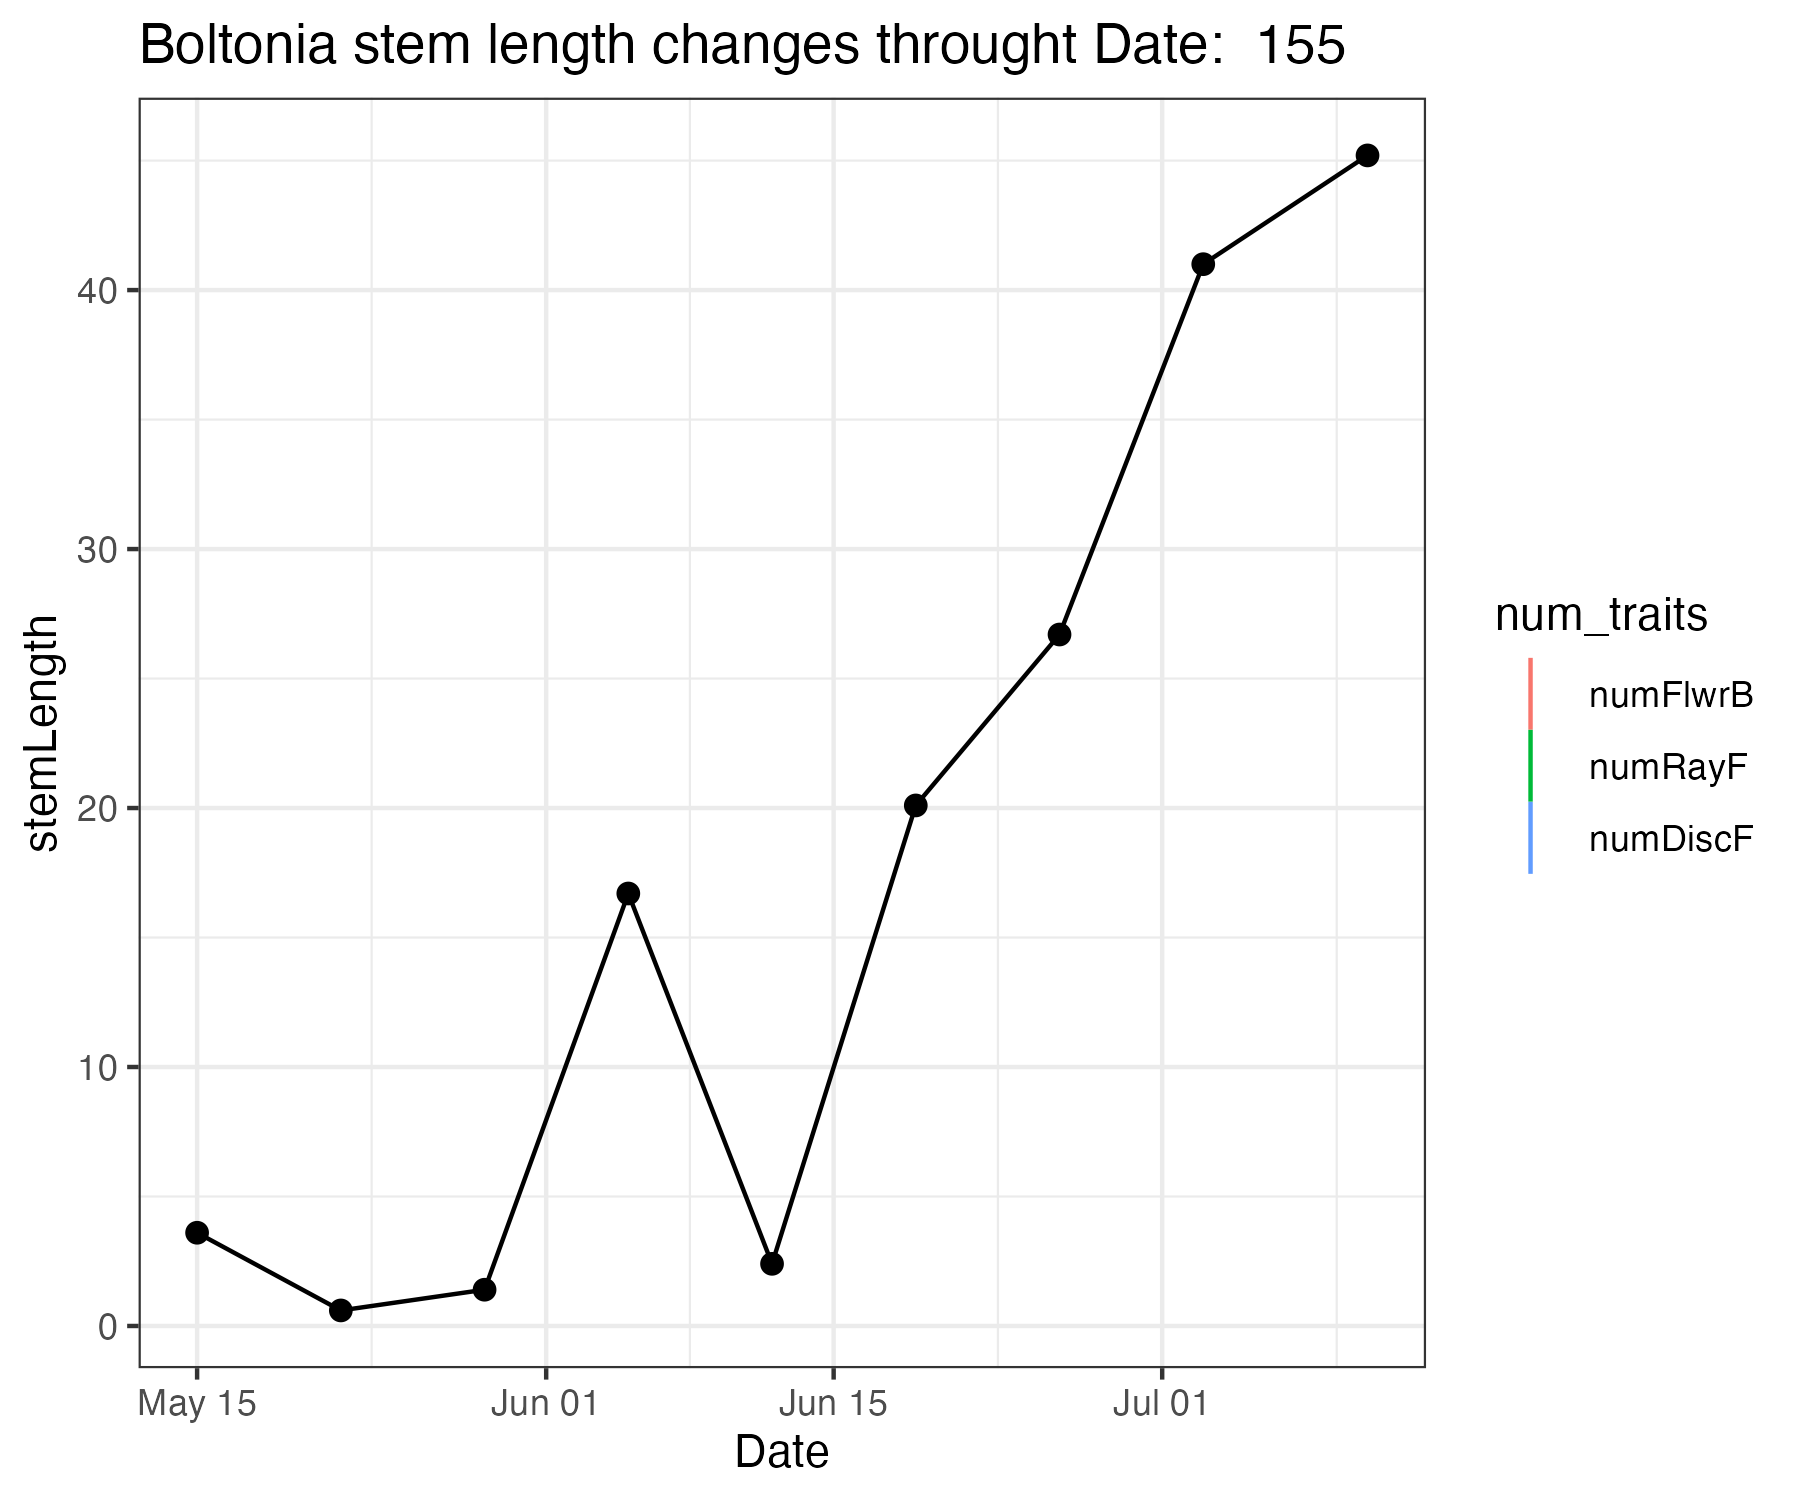 Boltonia stem length changes throught Date:  155
stemLength
40
30
20
10
0
May 15
Jun 01
Jun 15
Jul 01
Date
num_traits
numFlwrB
numRayF
numDiscF